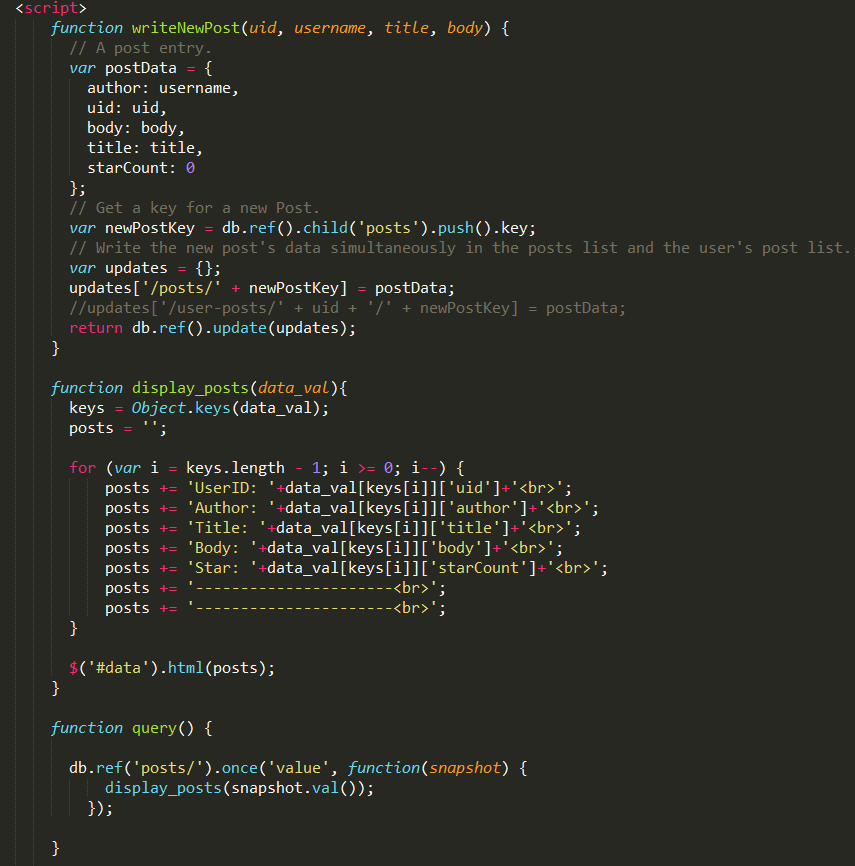 <script>
function writeNewPost(uid, username, title, body) {
// A post entry.
var postData = {
author: username,
uid: uid,
body: body,
title: title,
starCount: 0
};
// Get a key for a new Post.
var newPostKey = db.ref().child('posts').push().key;
// Write the new post's data simultaneously in the posts list and the user's post list.
var updates = {};
updates['/posts/' + newPostKey] = postData;
//updates['/user-posts/' + uid + '/' + newPostKey] = postData;
return db.ref().update(updates);
}
function display_posts(data_val){
keys = Object.keys(data_val);
posts = '';
for (var i = keys.length - 1; i >= 0; i--) {
posts += 'UserID: '+data_val[keys[i]]['uid']+'<br>';
posts += 'Author: '+data_val[keys[i]]['author']+'<br>';
posts += 'Title: '+data_val[keys[i]]['title']+'<br>';
posts += 'Body: '+data_val[keys[i]]['body']+'<br>';
posts += 'Star: '+data_val[keys[i]]['starCount']+'<br>';
posts += '----------------------<br>';
posts += '----------------------<br>';
}
$('#data').html(posts);
}
function query() {
db.ref('posts/').once('value', function(snapshot) {
display_posts(snapshot.val());
});
}